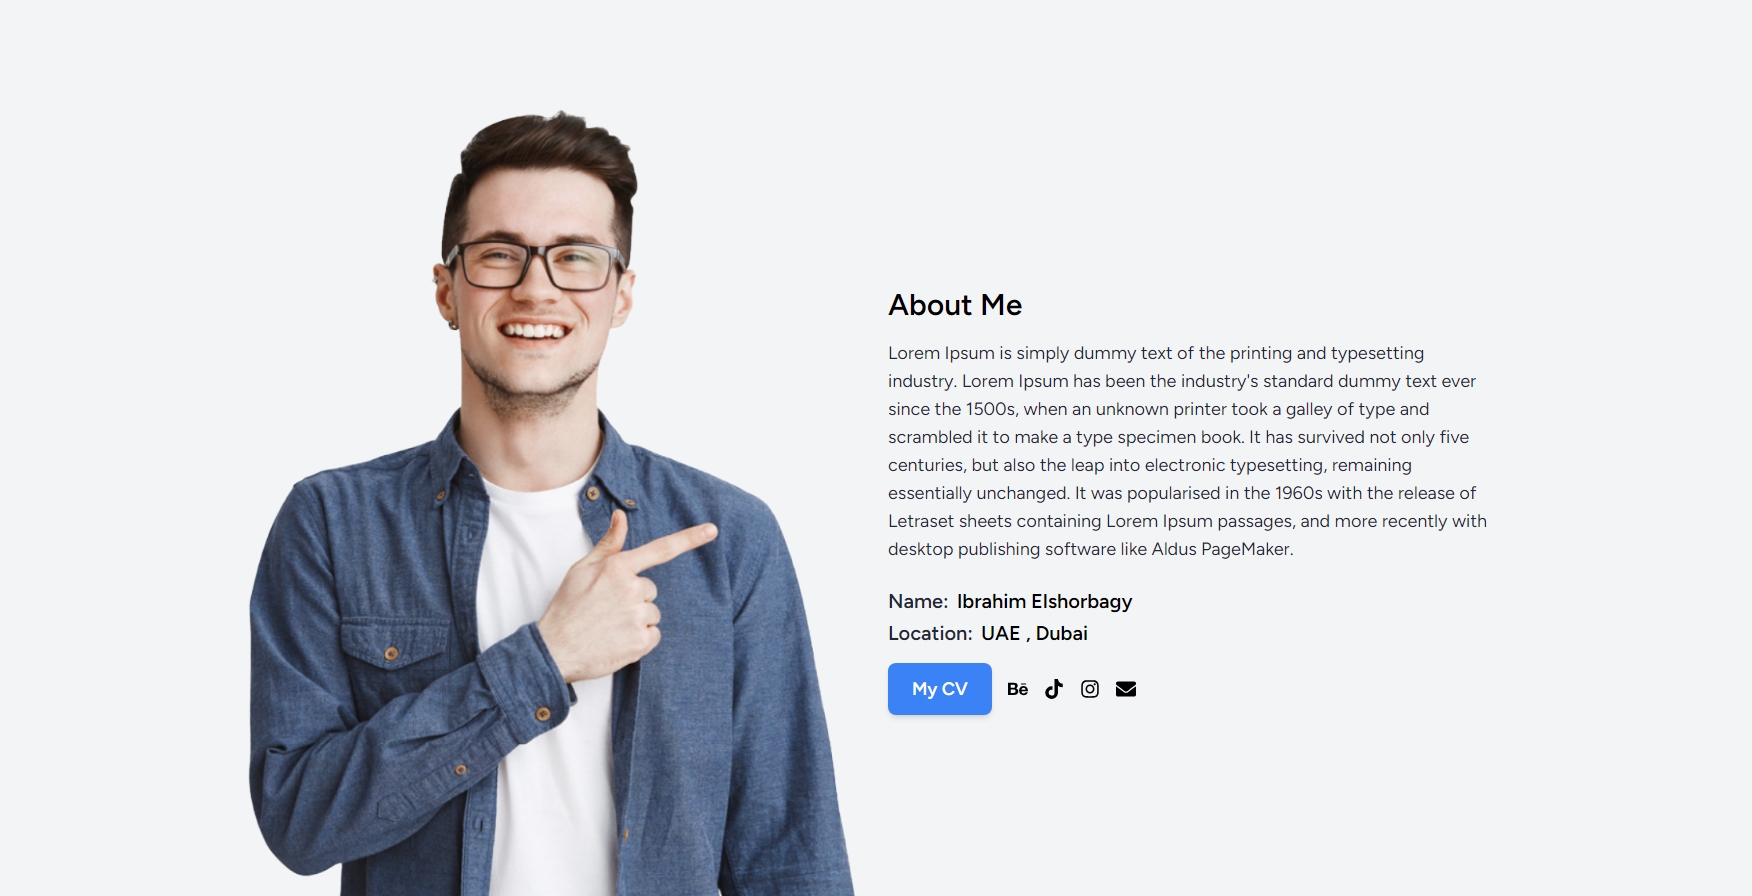 About Me
Lorem Ipsum is simply dummy text of the printing and typesetting
industry. Lorem Ipsum has been the industry's standard dummy text ever
since the 1500s, when an unknown printer took a galley of type and
scrambled it to make a type specimen book. It has survived not only five
centuries, but also the leap into electronic typesetting, remaining
essentially unchanged. It was popularised in the 1960s with the release of
Letraset sheets containing Lorem Ipsum passages, and more recently with
desktop publishing software like Aldus PageMaker.
Name: Ibrahim Elshorbagy
Location: UAE , Dubai
My CV Bē